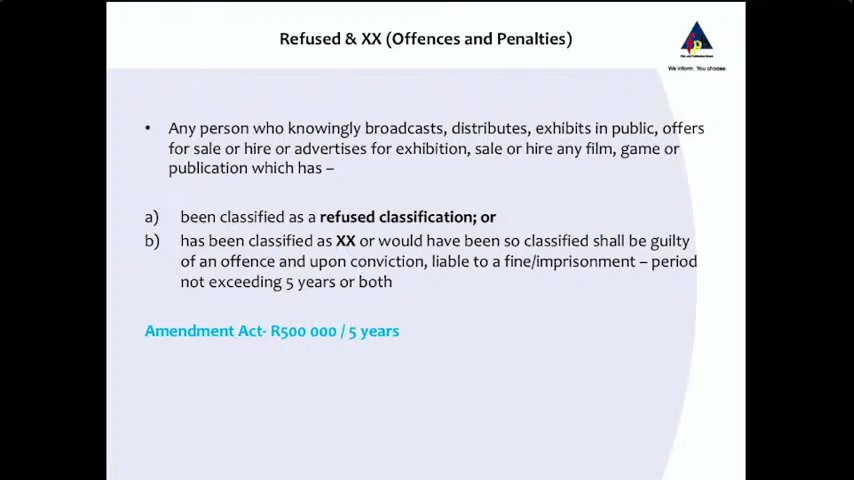 Refused & XX (Offences and Penalties)
We inform. You choose.
• Any person who knowingly broadcasts, distributes, exhibits in public, offers
for sale or hire or advertises for exhibition, sale or hire any film, game or
publication which has –
a) been classified as a refused classification; or
b) has been classified as XX or would have been so classified shall be guilty
of an offence and upon conviction, liable to a fine/imprisonment – period
not exceeding 5 years or both
Amendment Act- R500 000 / 5 years